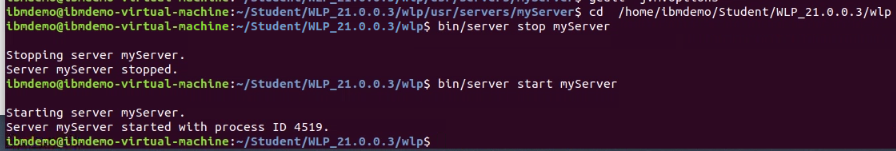 ibmdemo@ibmdemo-virtual-machine:~/Student/WLP_21.0.0.3/wlp/usr/servers/myServer$ cd  /home/ibmdemo/Student/WLP_21.0.0.3/wlp
ibmdemo@ibmdemo-virtual-machine:~/Student/WLP_21.0.0.3/wlp$ bin/server stop myServer
Stopping server myServer.
Server myServer stopped.
ibmdemo@ibmdemo-virtual-machine:~/Student/WLP_21.0.0.3/wlp$ bin/server start myServer
Starting server myServer.
Server myServer started with process ID 4519.
ibmdemo@ibmdemo-virtual-machine:~/Student/WLP_21.0.0.3/wlp$